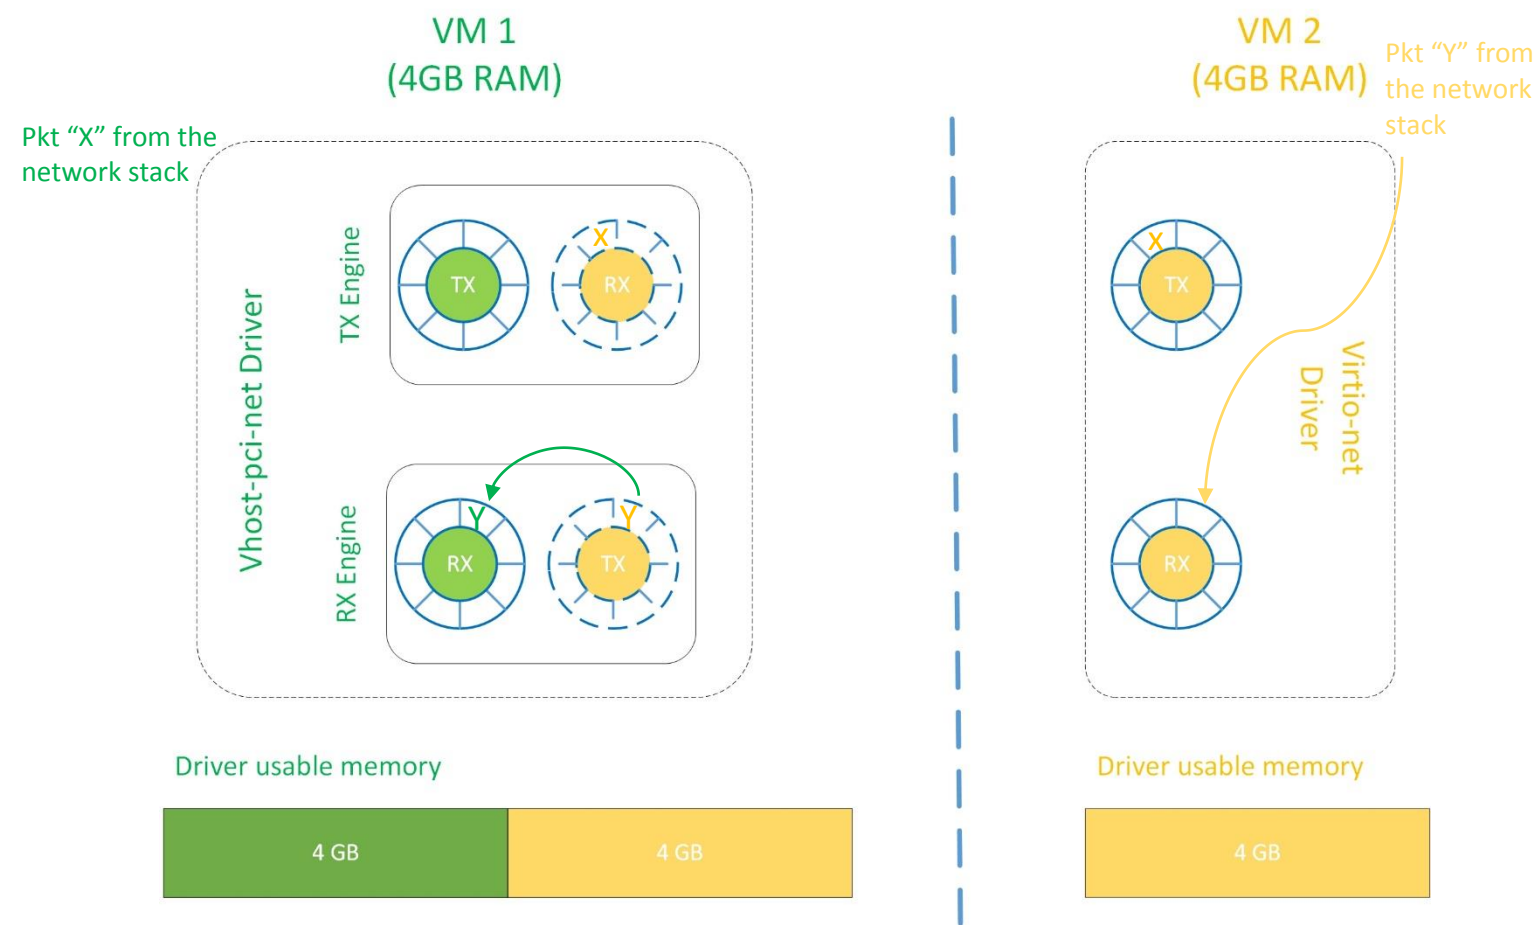 VM 1
(4GB RAM)
VM 2
(4GB RAM)
Pkt “Y” from
the network
stack
Pkt “X” from the
network stack
Vhost-pci-net Driver
TX Engine
TX
X
RX
RX Engine
Y
RX
Y
TX
X
TX
RX
Virtio-net
Driver
Driver usable memory
4 GB
4 GB
Driver usable memory
4 GB